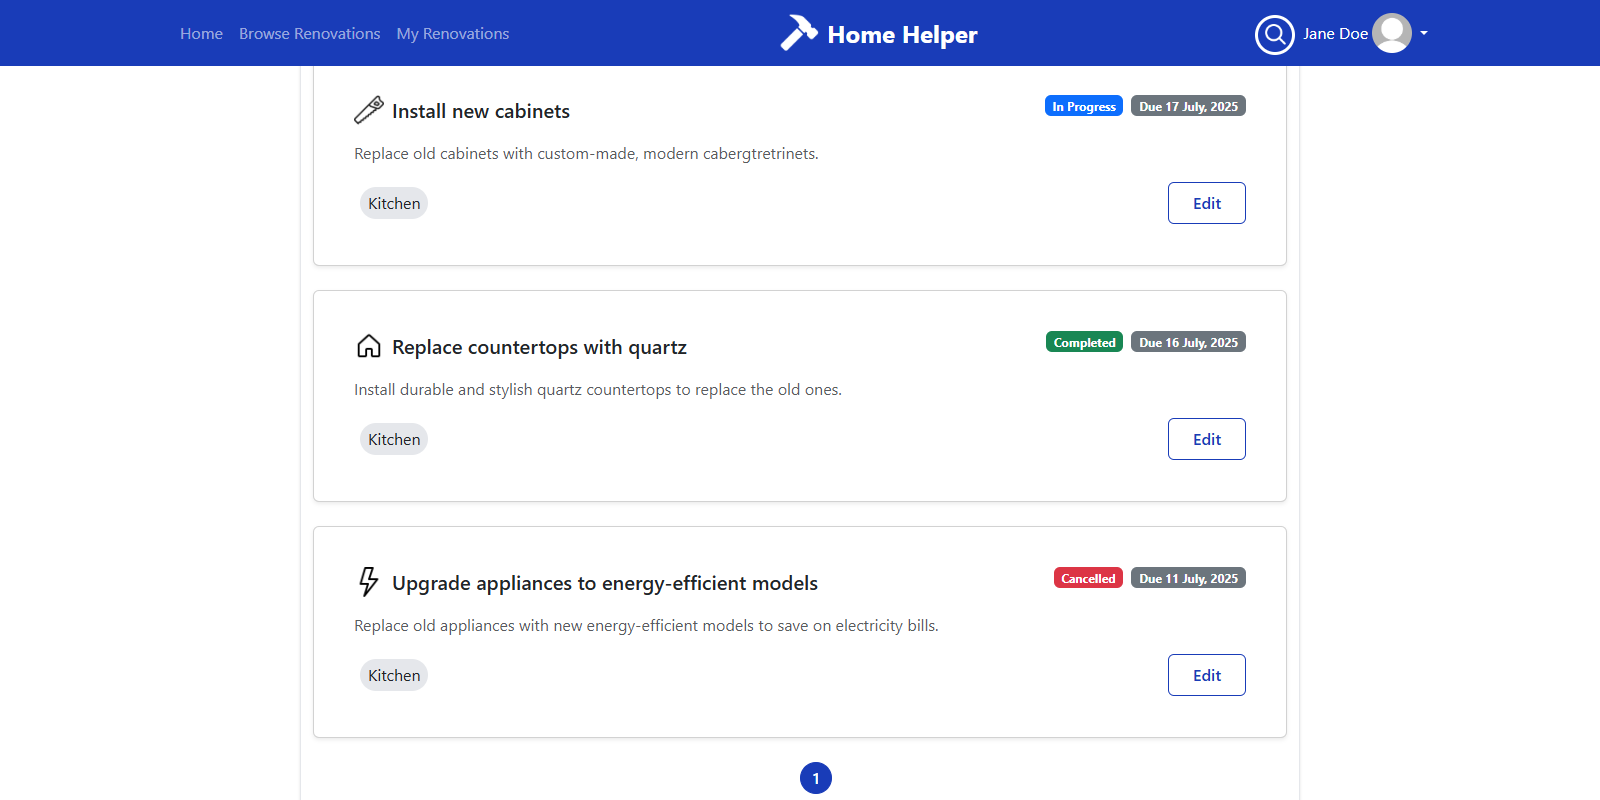 Home Browse Renovations My Renovations Home Helper Jane Doe
Install new cabinets In Progress Due 17 July, 2025
Replace old cabinets with custom-made, modern cabergtretrinets.
Kitchen Edit
Replace countertops with quartz Completed Due 16 July, 2025
Install durable and stylish quartz countertops to replace the old ones.
Kitchen Edit
Upgrade appliances to energy-efficient models Cancelled Due 11 July, 2025
Replace old appliances with new energy-efficient models to save on electricity bills.
Kitchen Edit
1